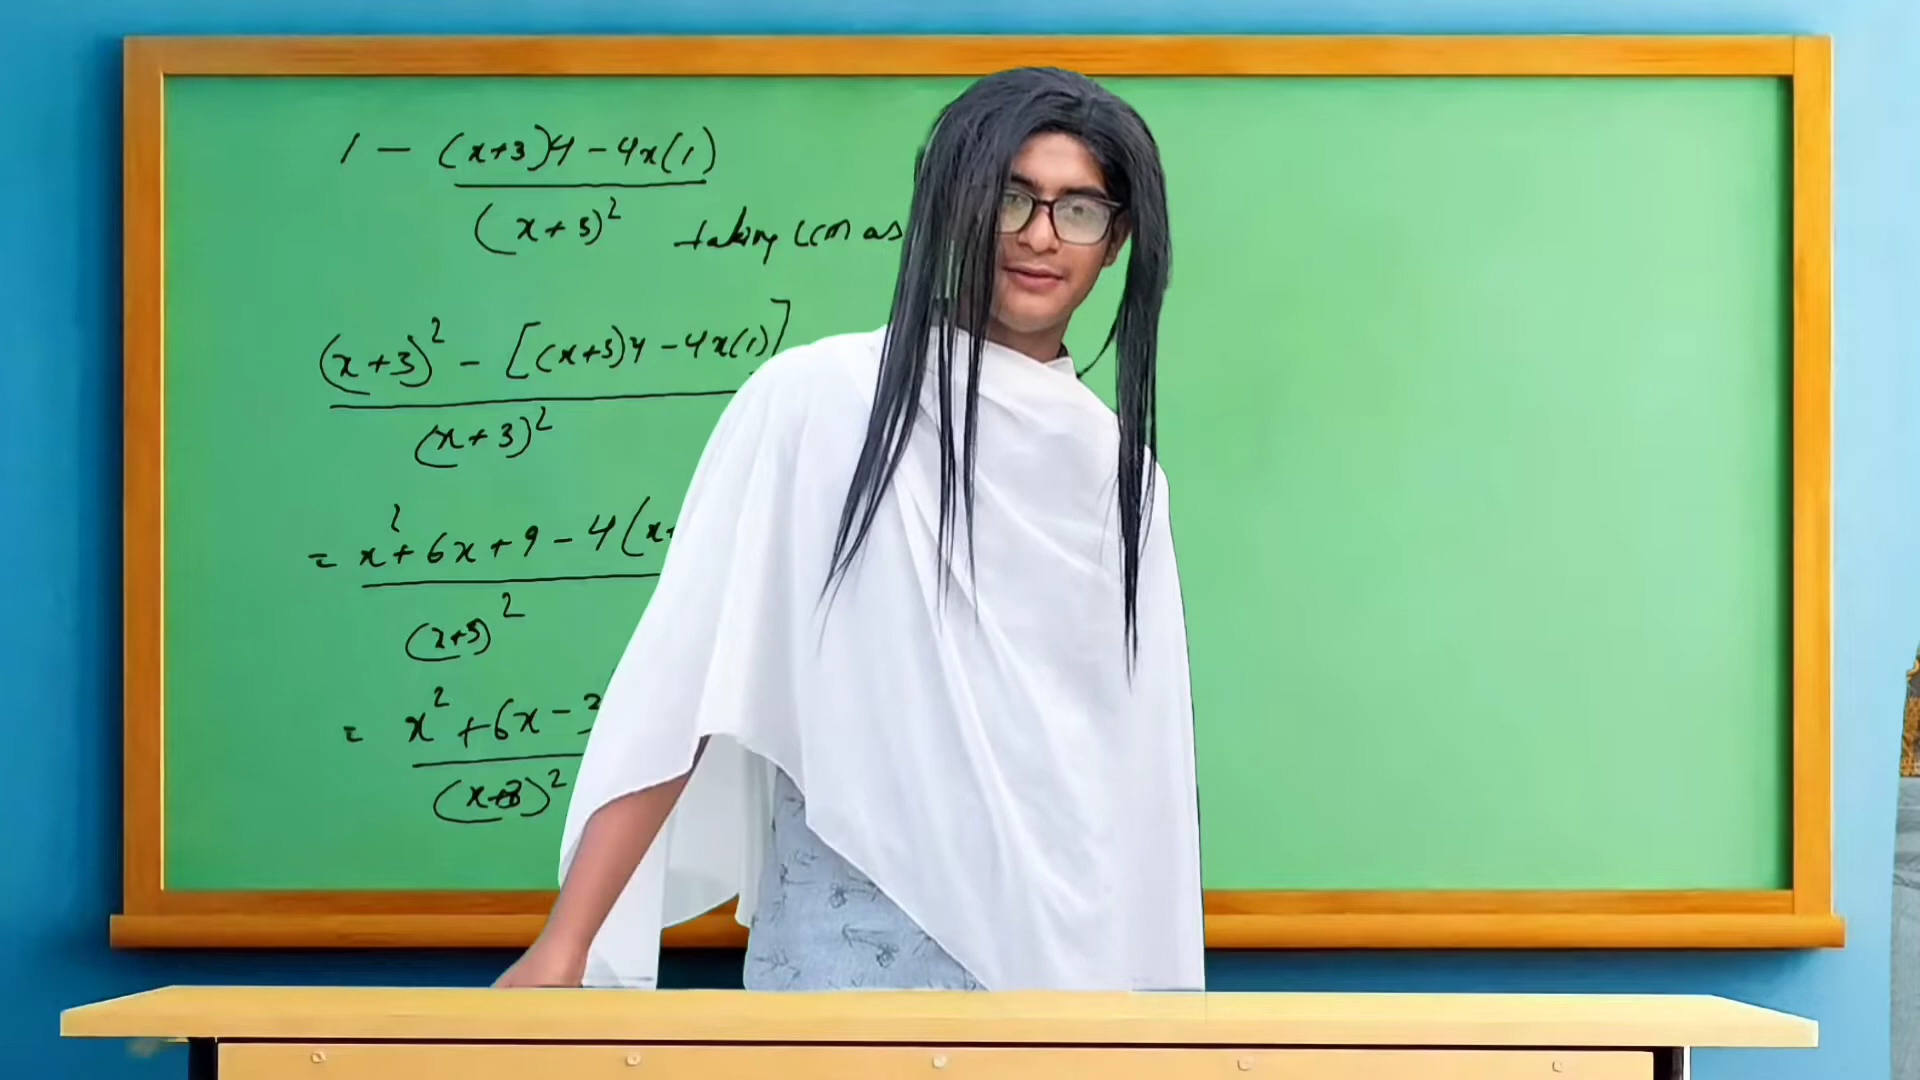 1 - (x+3)4 - 4x(1)
(x+3)²
taking LCM as
(x+3)² - [(x+3)4 - 4x(1)]
(x+3)²
= x² + 6x + 9 - 4(x+
(x+3)²
= x² + 6x - 3
(x+3)²